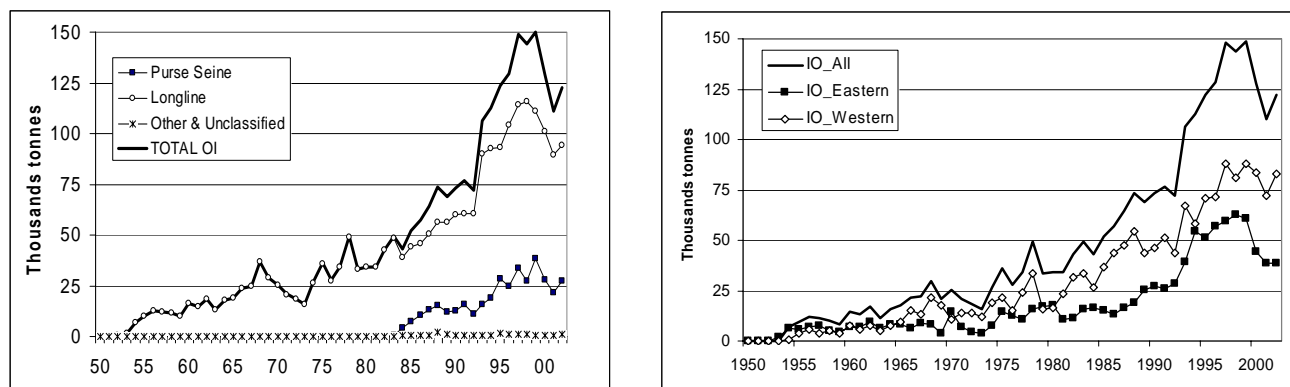 Thousands tonnes
150
125
100
75
50
25
0
Purse Seine
Longline
Other & Unclassified
TOTAL OI
50 55 60 65 70 75 80 85 90 95 00
Thousands tonnes
150
125
100
75
50
25
0
IO_All
IO_Eastern
IO_Western
1950 1955 1960 1965 1970 1975 1980 1985 1990 1995 2000